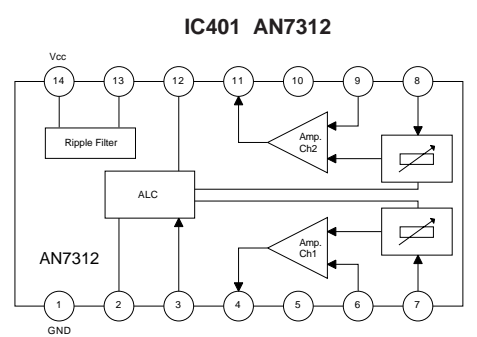 IC401 AN7312
Vcc
14 13 12 11 10 9 8
Ripple Filter
Amp.
Ch2
ALC
Amp.
Ch1
AN7312
1 2 3 4 5 6 7
GND